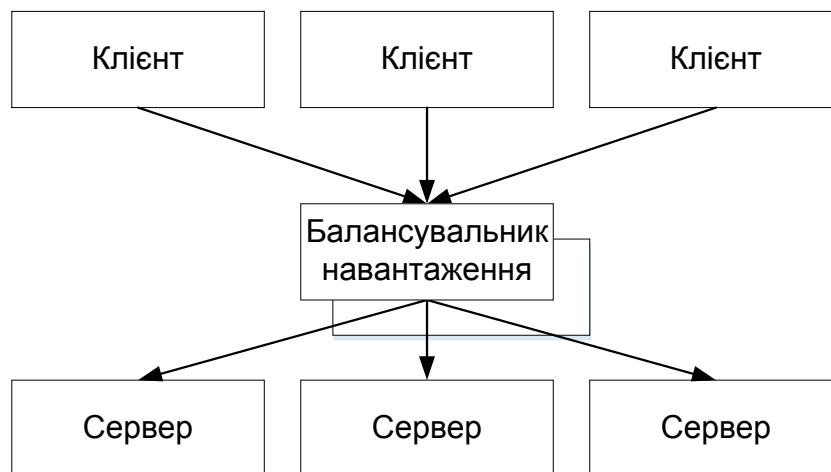 Клієнт Клієнт Клієнт
Балансувальник
навантаження
Сервер Сервер Сервер